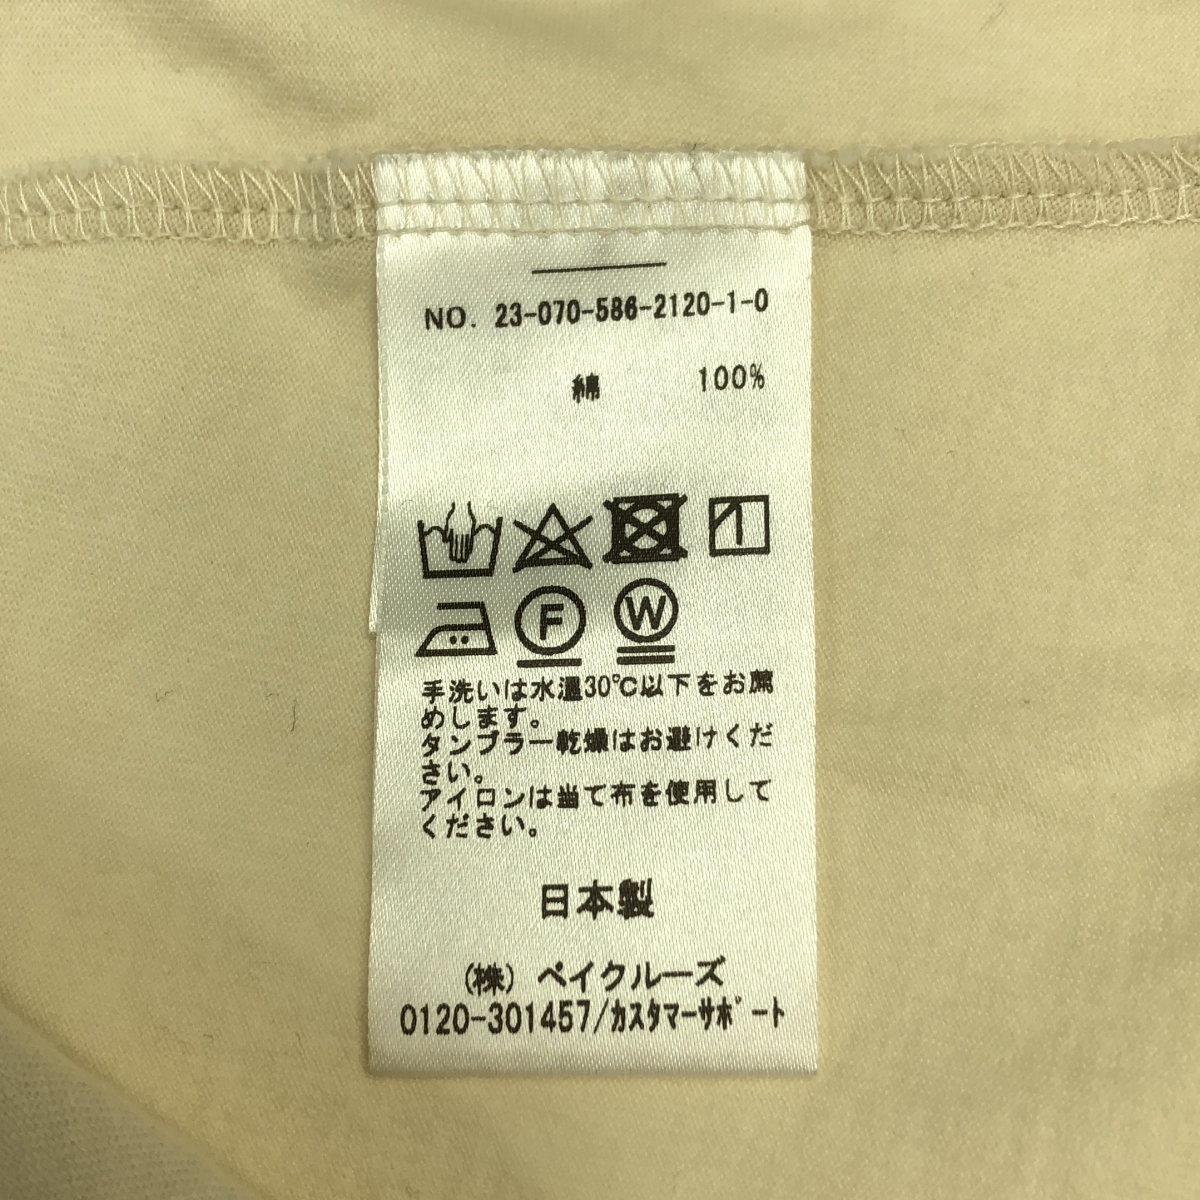 NO. 23-070-586-2120-1-0
綿 100%
F W
手洗いは水温30℃以下をお薦
めします。
タンブラー乾燥はお避けくだ
さい。
アイロンは当て布を使用して
ください。
日本製
(株) ベイクルーズ
0120-301457/ｶｽﾀﾏｰｻﾎﾟｰﾄ